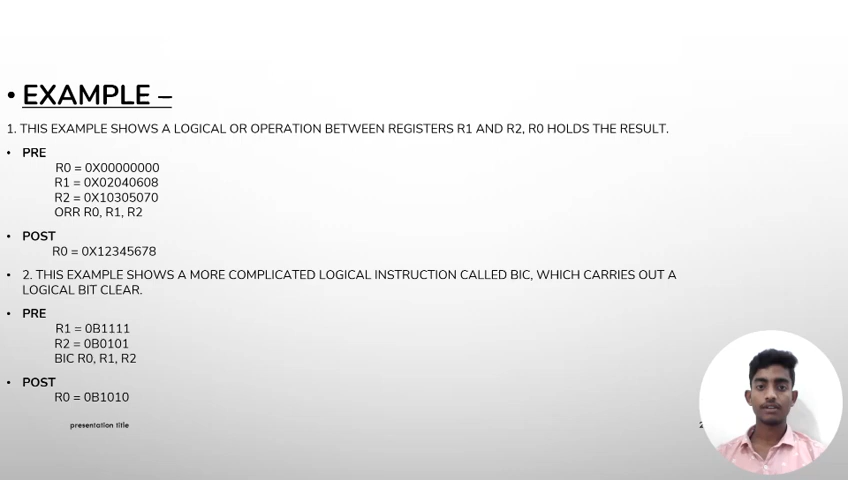 • EXAMPLE –
1. THIS EXAMPLE SHOWS A LOGICAL OR OPERATION BETWEEN REGISTERS R1 AND R2, R0 HOLDS THE RESULT.
• PRE
R0 = 0X00000000
R1 = 0X02040608
R2 = 0X10305070
ORR R0, R1, R2
• POST
R0 = 0X12345678
• 2. THIS EXAMPLE SHOWS A MORE COMPLICATED LOGICAL INSTRUCTION CALLED BIC, WHICH CARRIES OUT A
LOGICAL BIT CLEAR.
• PRE
R1 = 0B1111
R2 = 0B0101
BIC R0, R1, R2
• POST
R0 = 0B1010
presentation title